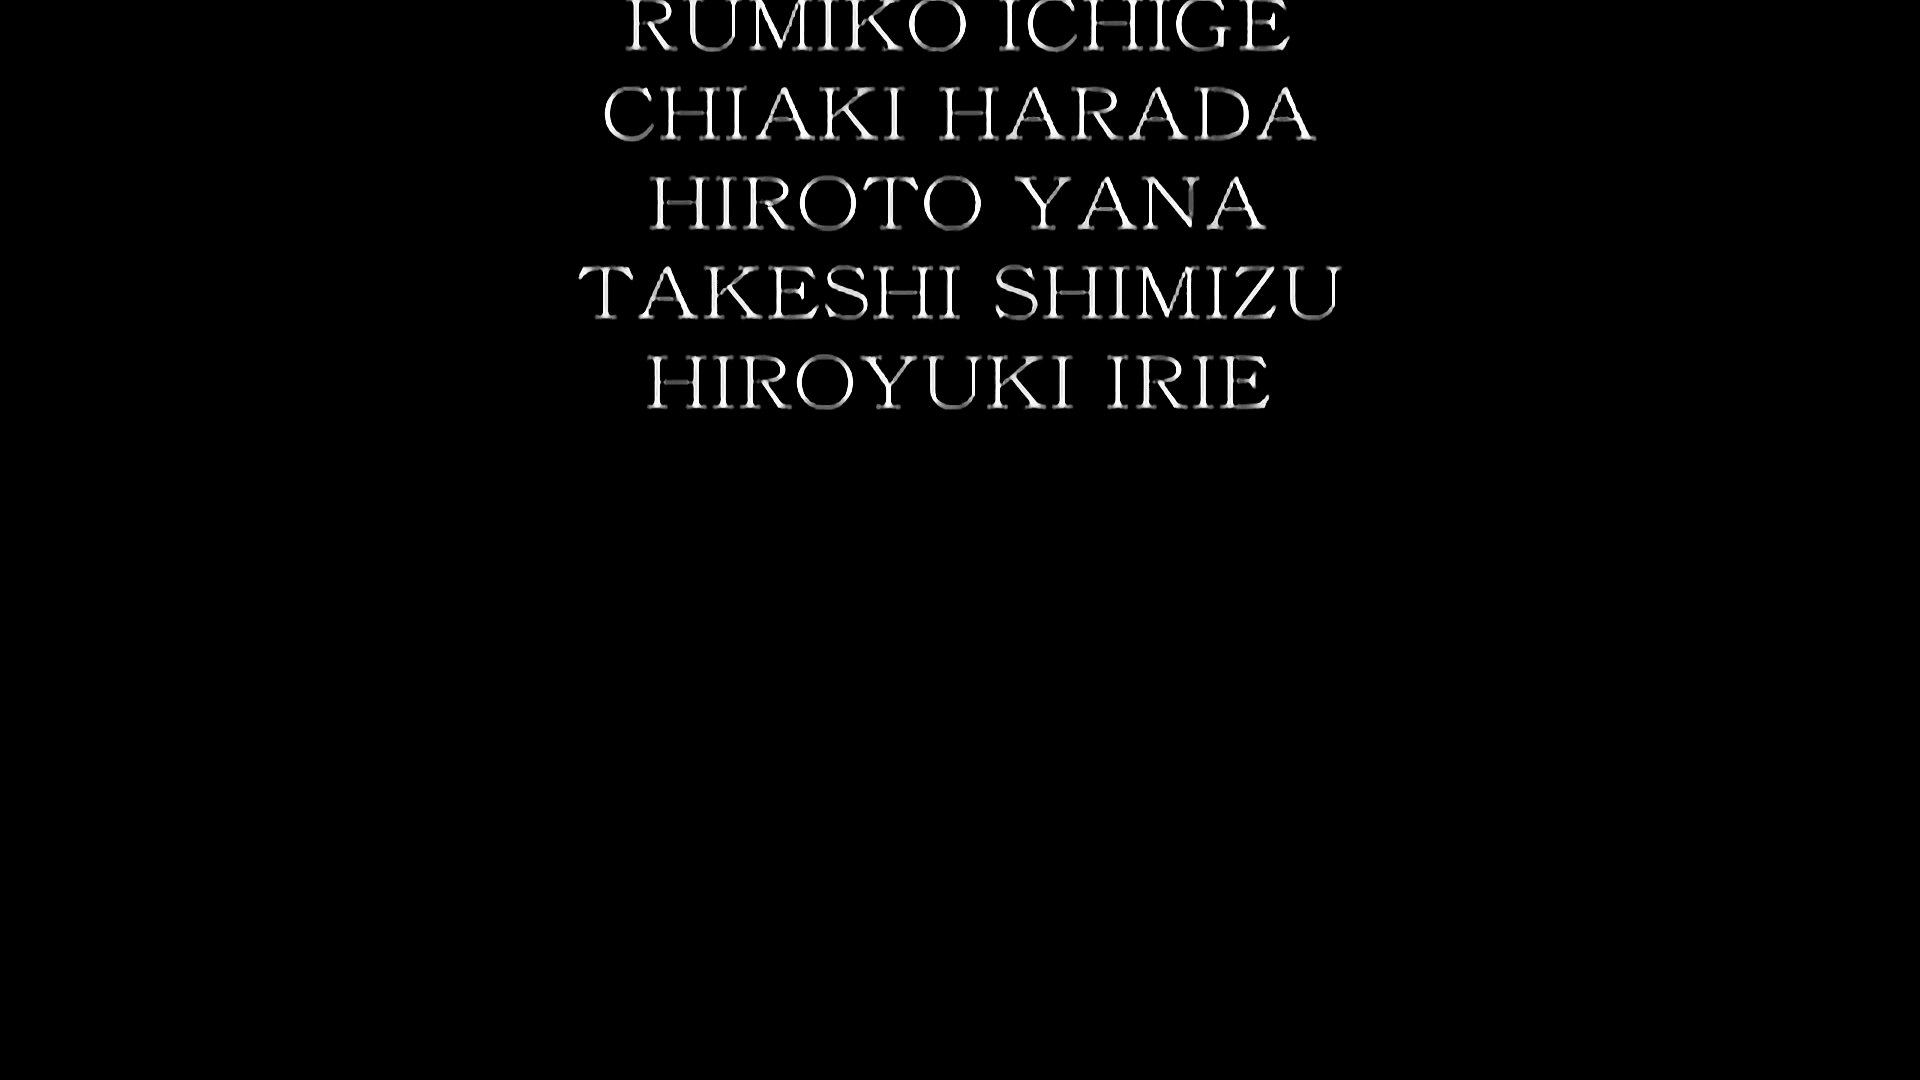 RUMIKO ICHIGE
CHIAKI HARADA
HIROTO YANA
TAKESHI SHIMIZU
HIROYUKI IRIE